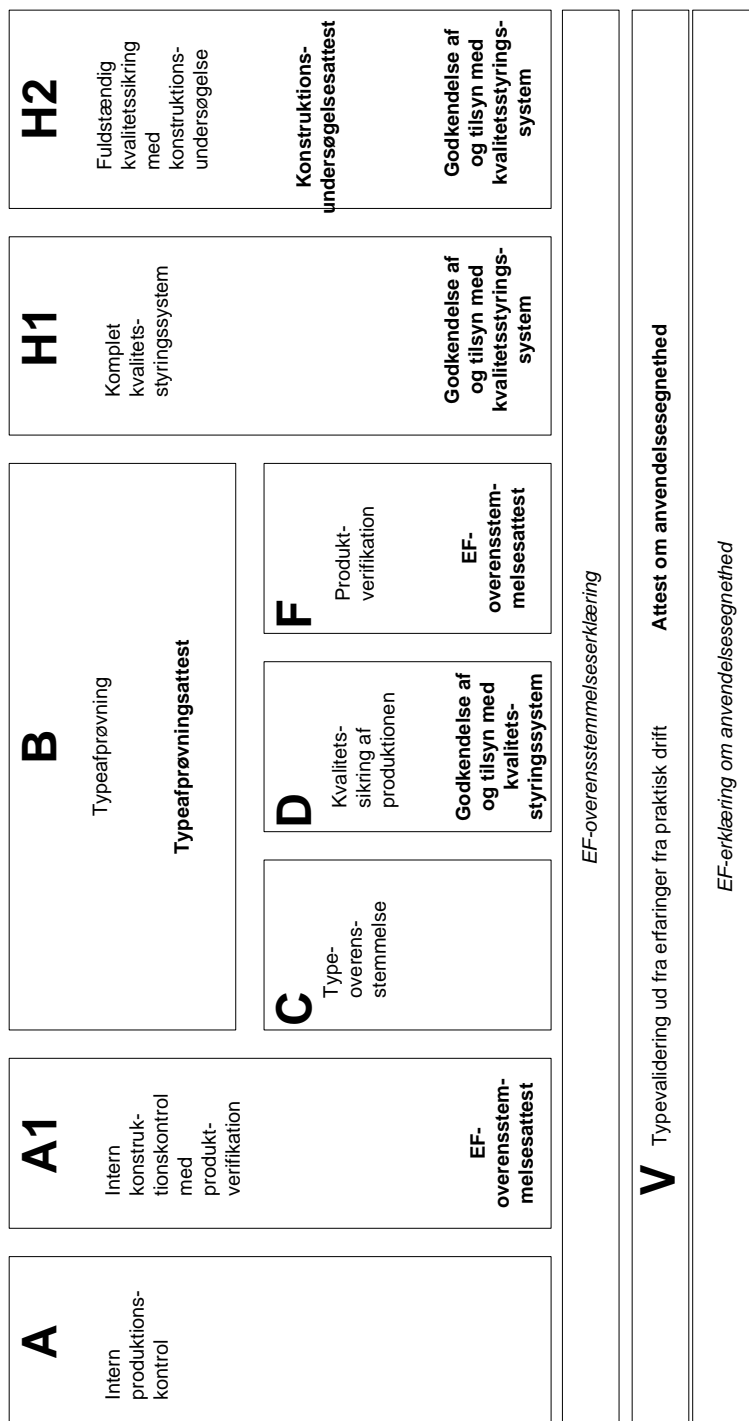 A
Intern
produktions-
kontrol
A1
Intern
konstruk-
tionskontrol
med
produkt-
verifikation
EF-
overensstem-
melsesattest
B
Typeafprøvning
Typeafprøvningsattest
C
Type-
overens-
stemmelse
D
Kvalitets-
sikring af
produktionen
Godkendelse af
og tilsyn med
kvalitets-
styringssystem
F
Produkt-
verifikation
EF-
overensstem-
melsesattest
H1
Komplet
kvalitets-
styringssystem
Godkendelse af
og tilsyn med
kvalitetsstyrings-
system
H2
Fuldstændig
kvalitetssikring
med
konstruktions-
undersøgelse
Konstruktions-
undersøgelsesattest
Godkendelse af
og tilsyn med
kvalitetsstyrings-
system
EF-overensstemmelseserklæring
V Typevalidering ud fra erfaringer fra praktisk drift Attest om anvendelsesegnethed
EF-erklæring om anvendelsesegnethed